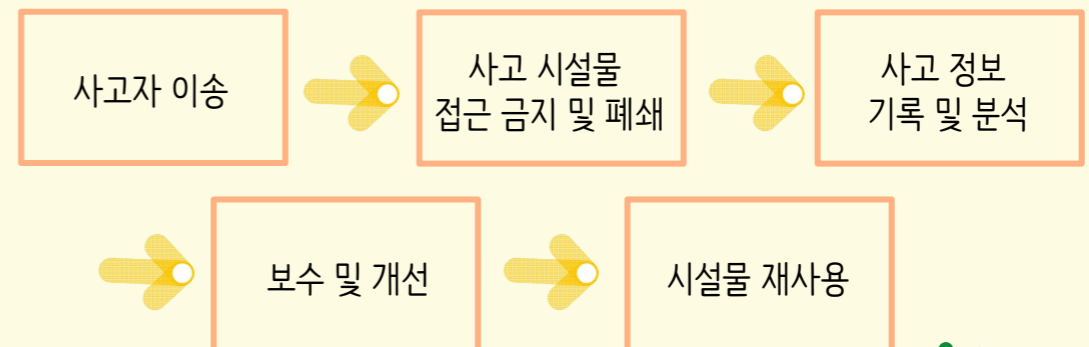 사고자 이송
사고 시설물
접근 금지 및 폐쇄
사고 정보
기록 및 분석
보수 및 개선
시설물 재사용